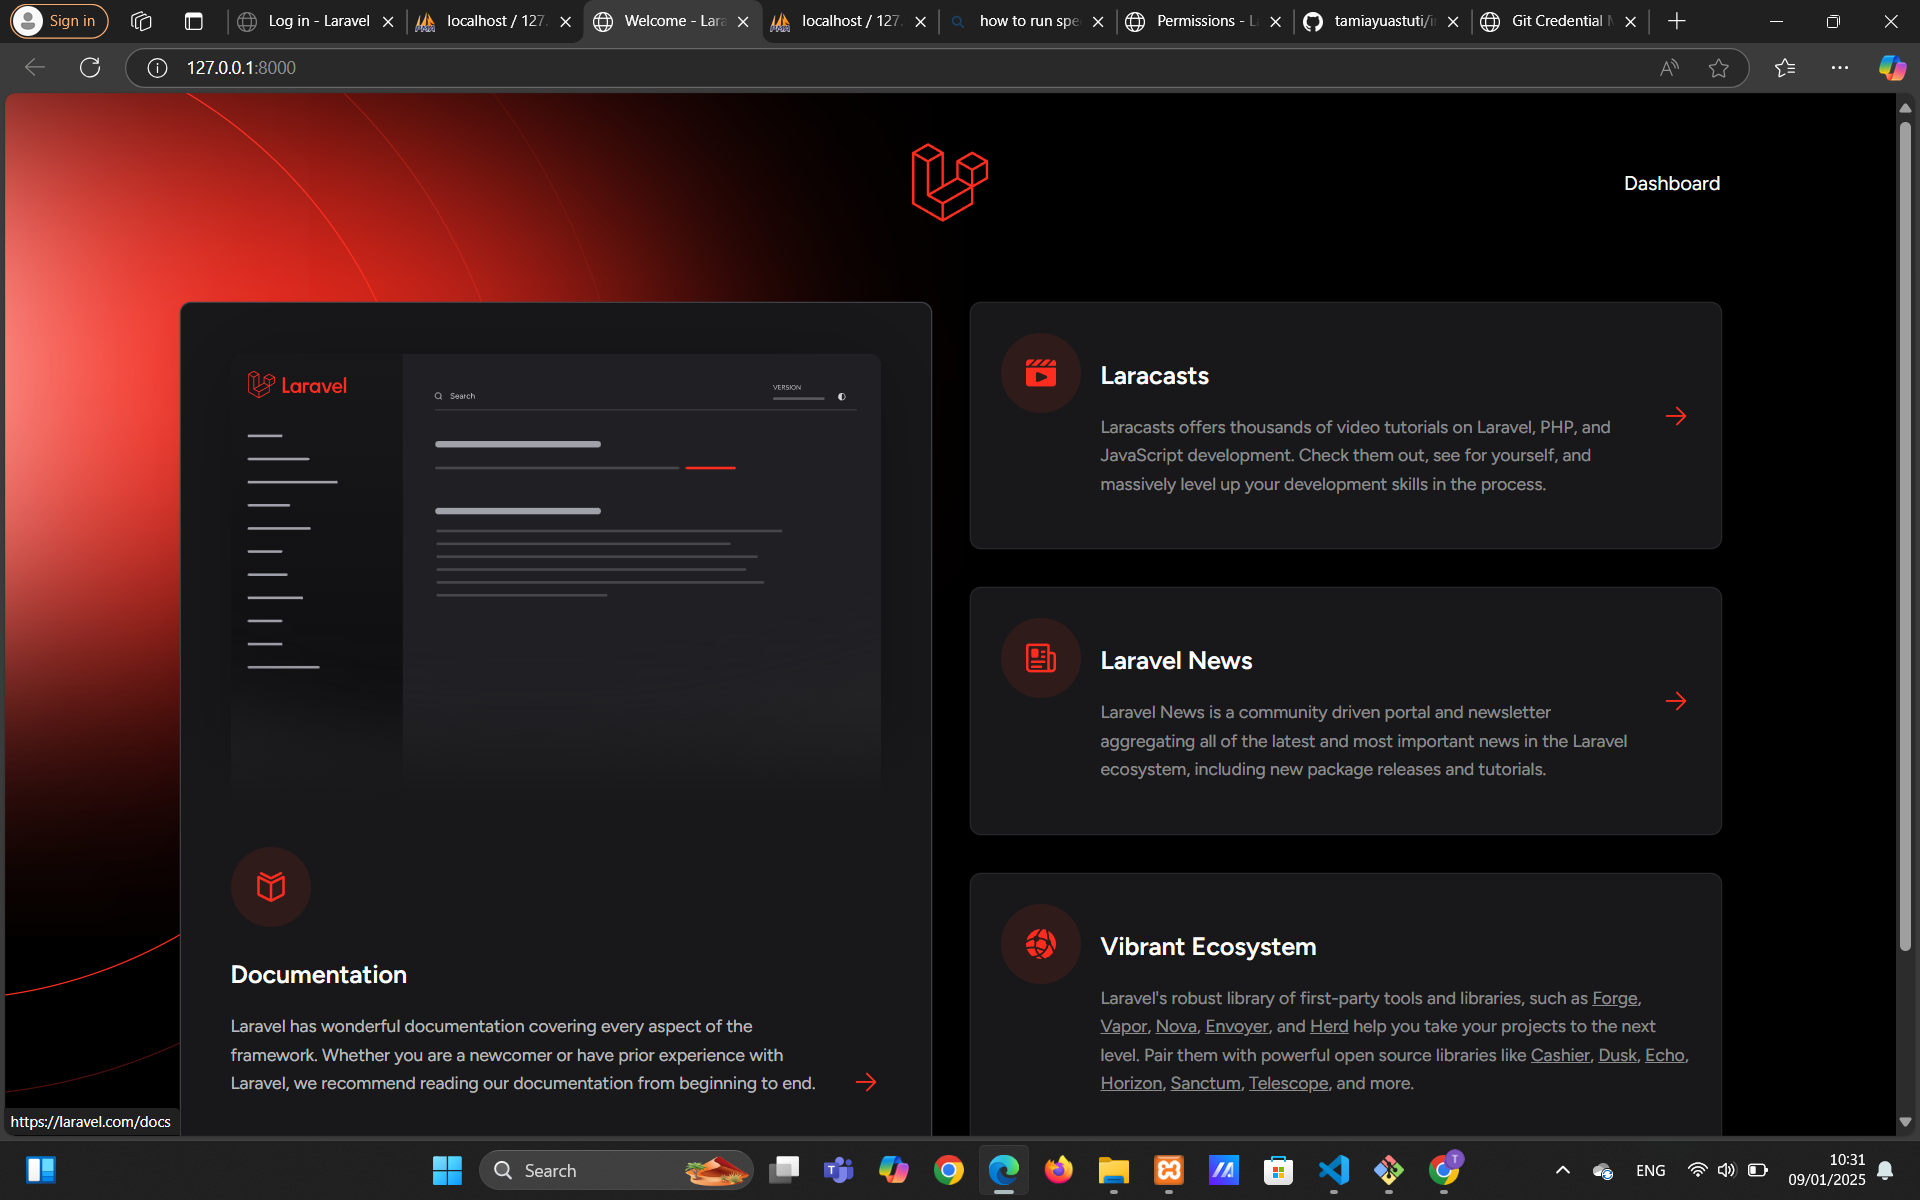 Sign in
Log in - Laravel
localhost / 127.
Welcome - Lara
localhost / 127.
how to run spe
Permissions - L
tamiayuastuti/i
Git Credential M
127.0.0.1:8000
Dashboard
Laravel
Search
VERSION
Documentation
Laravel has wonderful documentation covering every aspect of the
framework. Whether you are a newcomer or have prior experience with
Laravel, we recommend reading our documentation from beginning to end.
Laracasts
Laracasts offers thousands of video tutorials on Laravel, PHP, and
JavaScript development. Check them out, see for yourself, and
massively level up your development skills in the process.
Laravel News
Laravel News is a community driven portal and newsletter
aggregating all of the latest and most important news in the Laravel
ecosystem, including new package releases and tutorials.
Vibrant Ecosystem
Laravel's robust library of first-party tools and libraries, such as Forge,
Vapor, Nova, Envoyer, and Herd help you take your projects to the next
level. Pair them with powerful open source libraries like Cashier, Dusk, Echo,
Horizon, Sanctum, Telescope, and more.
https://laravel.com/docs
Search
ENG
10:31
09/01/2025